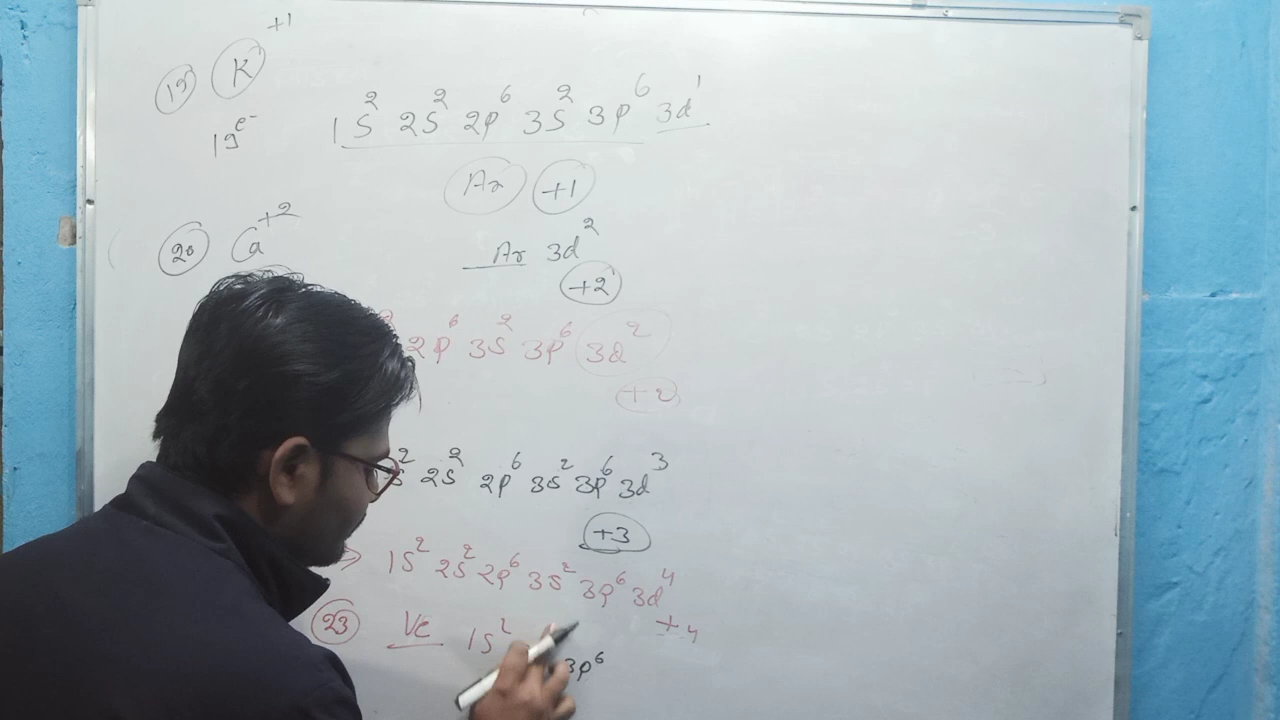 +1
19 K
19e⁻ 1s² 2s² 2p⁶ 3s² 3p⁶ 3d¹
Ar +1
20 Ca⁺² Ar 3d²
+2
2 2p⁶ 3s² 3p⁶ 3d²
+2
s² 2s² 2p⁶ 3s² 3p⁶ 3d³
+3
1s² 2s² 2p⁶ 3s² 3p⁶ 3d⁴
+4
23 Ve 1s²
3p⁶